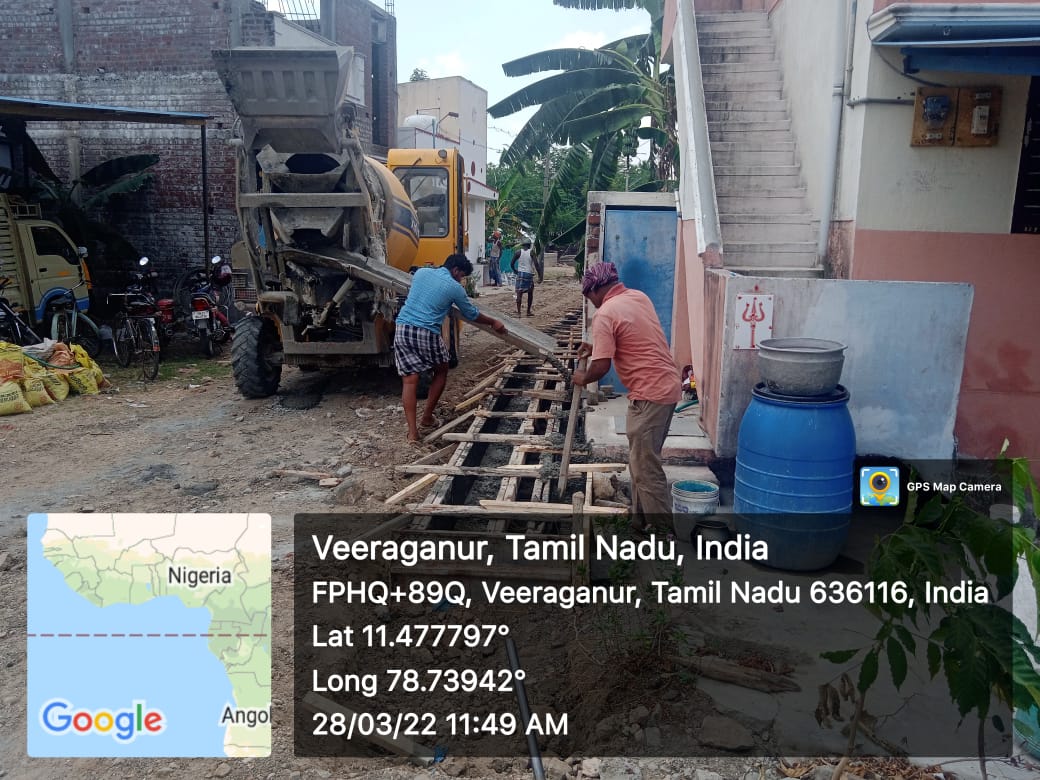 GPS Map Camera
Nigeria
Google
Angol
Veeraganur, Tamil Nadu, India
FPHQ+89Q, Veeraganur, Tamil Nadu 636116, India
Lat 11.477797°
Long 78.73942°
28/03/22 11:49 AM